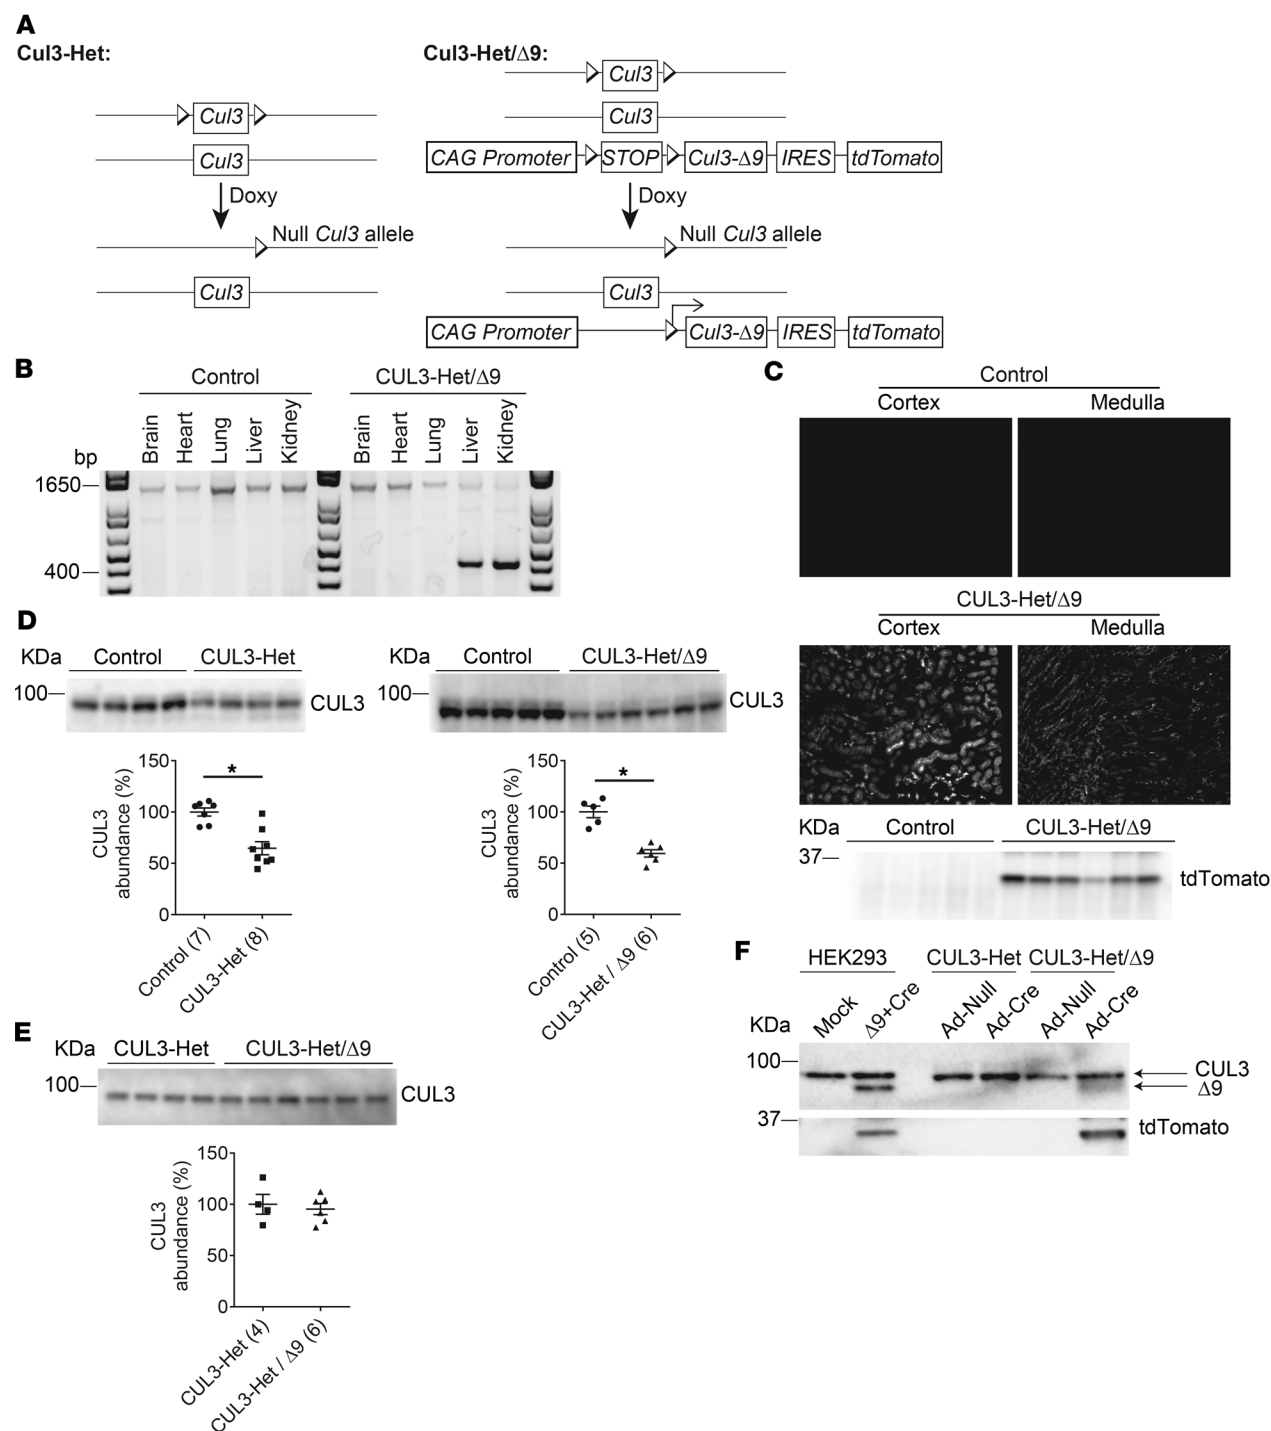 A
Cul3-Het:
Cul3-Het/Δ9:
Cul3
Cul3
Doxy
Null Cul3 allele
Cul3
Cul3
Cul3
CAG Promoter STOP Cul3-Δ9 IRES tdTomato
Doxy
Null Cul3 allele
Cul3
CAG Promoter Cul3-Δ9 IRES tdTomato
B
Control CUL3-Het/Δ9
Brain Heart Lung Liver Kidney Brain Heart Lung Liver Kidney
bp
1650
400
C
Control
Cortex Medulla
CUL3-Het/Δ9
Cortex Medulla
KDa Control CUL3-Het/Δ9
37
tdTomato
D
KDa Control CUL3-Het
100
CUL3
150
100
50
0
CUL3
abundance (%)
*
Control (7)
CUL3-Het (8)
KDa Control CUL3-Het/Δ9
100
CUL3
150
100
50
0
CUL3
abundance (%)
*
Control (5)
CUL3-Het / Δ9 (6)
E
KDa CUL3-Het CUL3-Het/Δ9
100
CUL3
150
100
50
0
CUL3
abundance (%)
CUL3-Het (4)
CUL3-Het / Δ9 (6)
F
HEK293 CUL3-Het CUL3-Het/Δ9
Mock Δ9+Cre Ad-Null Ad-Cre Ad-Null Ad-Cre
KDa
100
CUL3
Δ9
37
tdTomato